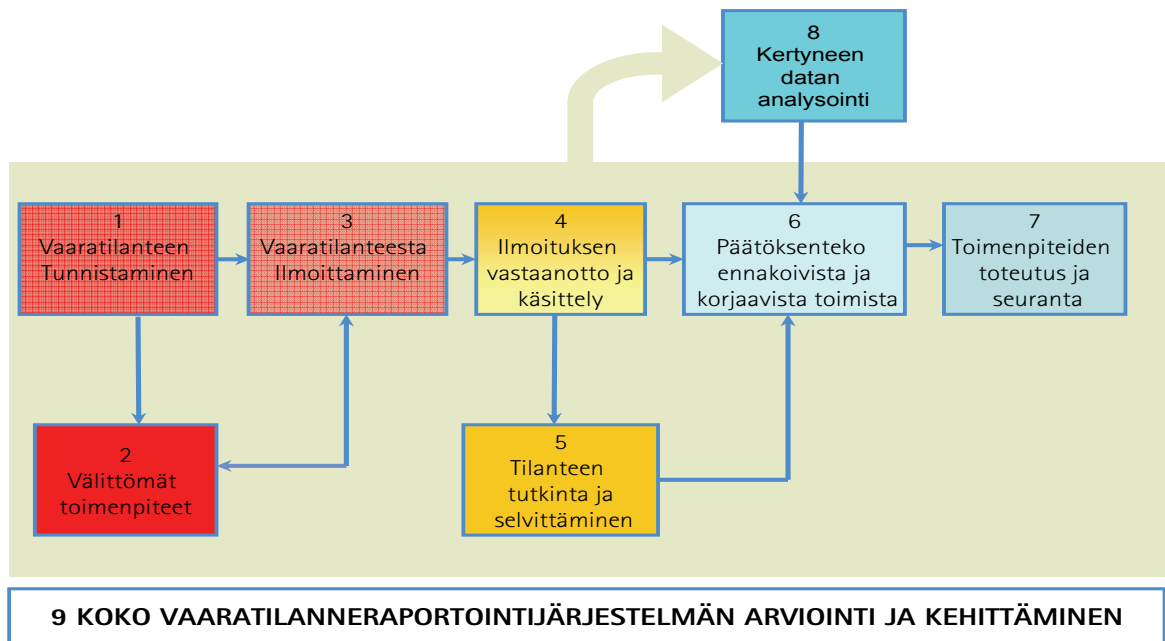 8
Kertyneen
datan
analysointi
1
Vaaratilanteen
Tunnistaminen
3
Vaaratilanteesta
Ilmoittaminen
4
Ilmoituksen
vastaanotto ja
käsittely
6
Päätöksenteko
ennakoivista ja
korjaavista toimista
7
Toimenpiteiden
toteutus ja
seuranta
2
Välittömät
toimenpiteet
5
Tilanteen
tutkinta ja
selvittäminen
9 KOKO VAARATILANNERAPORTOINTIJÄRJESTELMÄN ARVIOINTI JA KEHITTÄMINEN